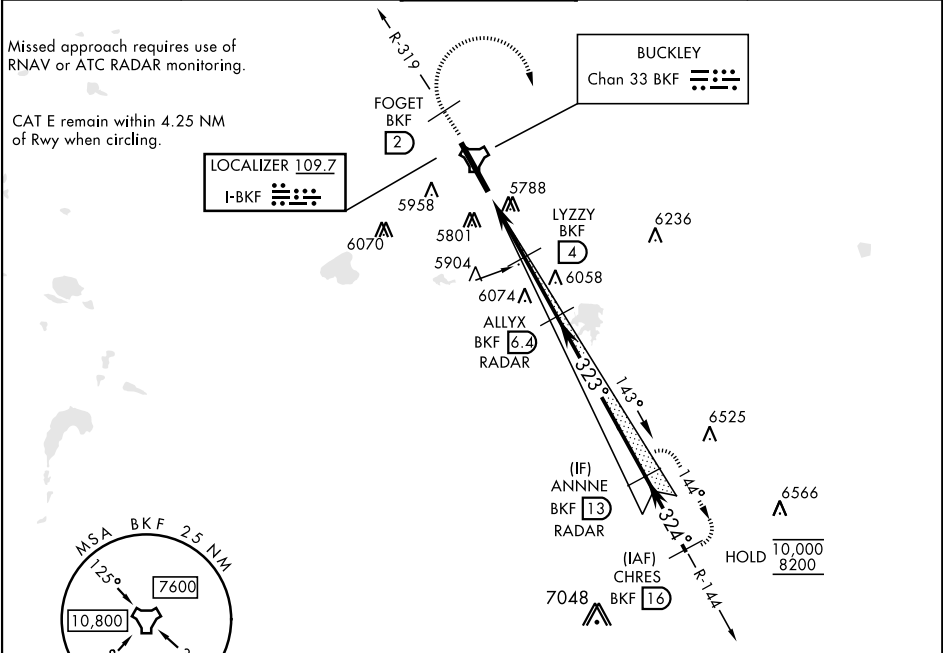 Missed approach requires use of
RNAV or ATC RADAR monitoring.
CAT E remain within 4.25 NM
of Rwy when circling.
R-319
BUCKLEY
Chan 33 BKF
FOGET
BKF
2
LOCALIZER 109.7
I-BKF
5958
5788
6070
5801
LYZZY
BKF
4
6236
5904
6058
6074
ALLYX
BKF 6.4
RADAR
323°
143°
6525
(IF)
ANNNE
BKF 13
RADAR
144°
324°
6566
HOLD 10,000
8200
(IAF)
CHRES
BKF 16
R-144
7048
MSA BKF 25 NM
125°
7600
10,800